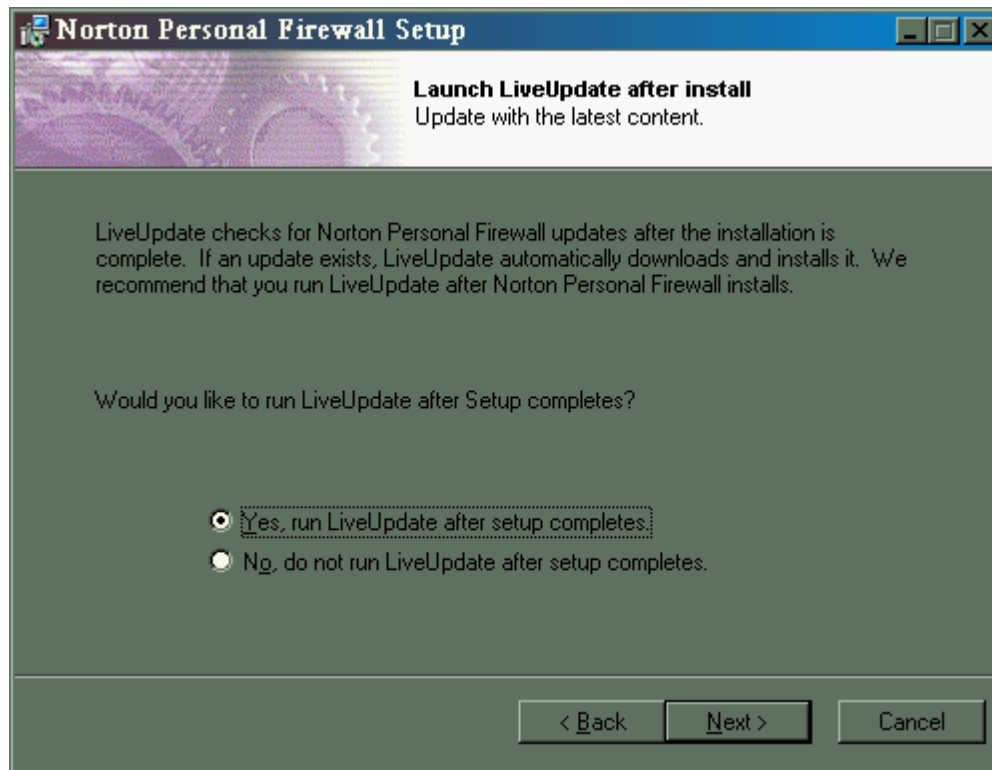 Norton Personal Firewall Setup
Launch LiveUpdate after install
Update with the latest content.
LiveUpdate checks for Norton Personal Firewall updates after the installation is
complete.  If an update exists, LiveUpdate automatically downloads and installs it.  We
recommend that you run LiveUpdate after Norton Personal Firewall installs.
Would you like to run LiveUpdate after Setup completes?
Yes, run LiveUpdate after setup completes.
No, do not run LiveUpdate after setup completes.
< Back
Next >
Cancel